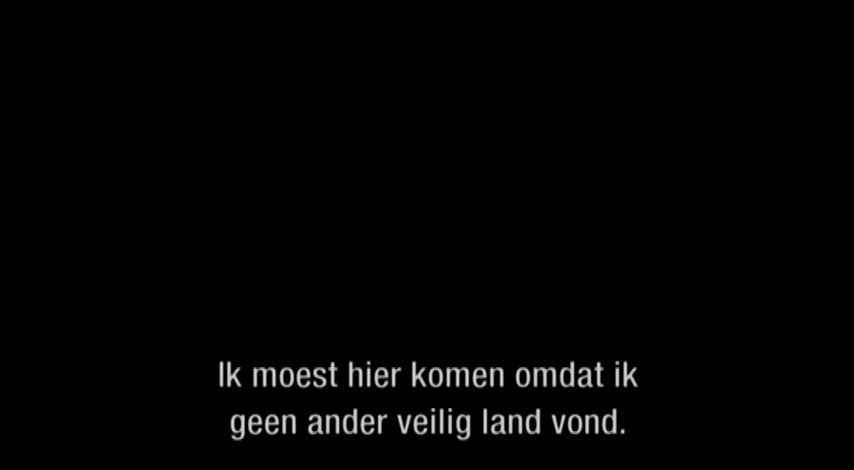 Ik moest hier komen omdat ik
geen ander veilig land vond.